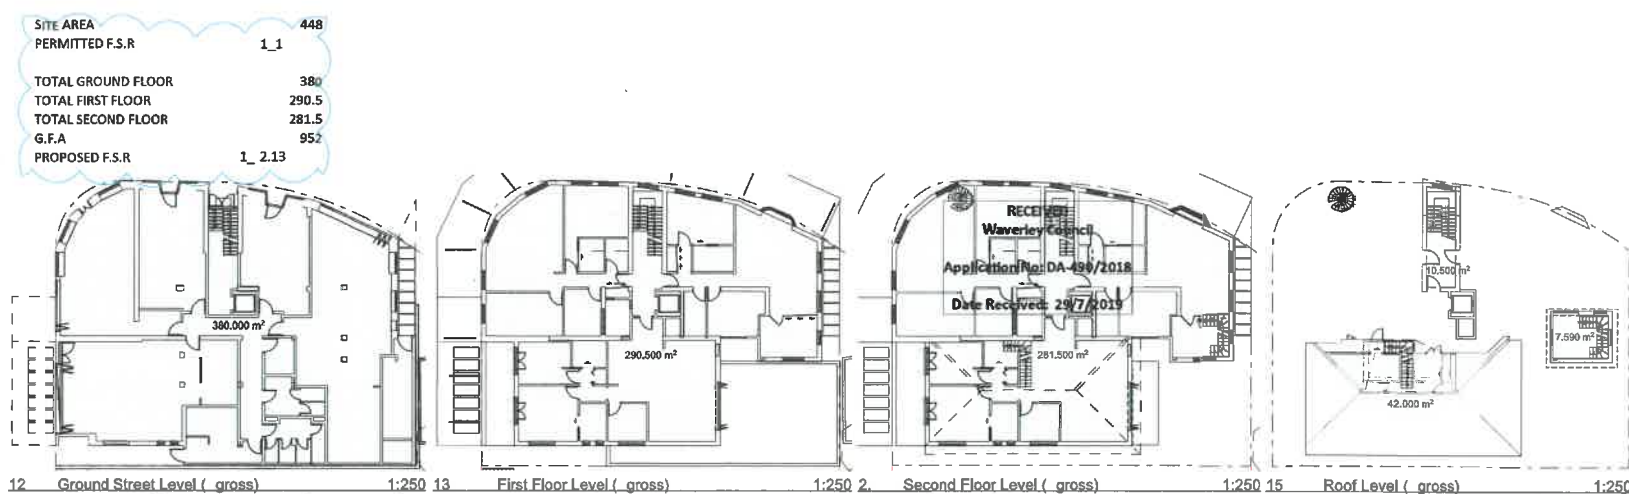 SITE AREA 448
PERMITTED F.S.R 1_1
TOTAL GROUND FLOOR 380
TOTAL FIRST FLOOR 290.5
TOTAL SECOND FLOOR 281.5
G.F.A 952
PROPOSED F.S.R 1_ 2.13
RECEIVED
Waverley Council
Application No: DA-490/2018
Date Received: 29/7/2019
380.000 m²
290.500 m²
281.500 m²
10.500 m²
7.590 m²
42.000 m²
12 Ground Street Level ( gross) 1:250
13 First Floor Level ( gross) 1:250
2. Second Floor Level ( gross) 1:250
15 Roof Level ( gross) 1:250